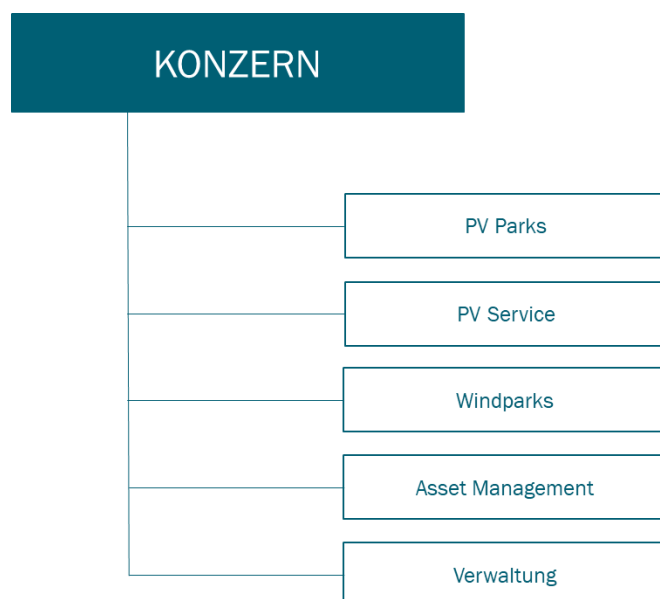 KONZERN
PV Parks
PV Service
Windparks
Asset Management
Verwaltung